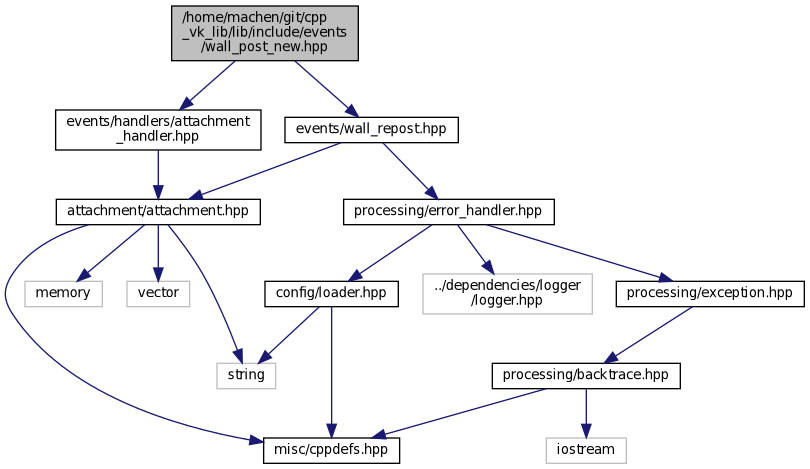 /home/machen/git/cpp
_vk_lib/lib/include/events
/wall_post_new.hpp
events/handlers/attachment
_handler.hpp
events/wall_repost.hpp
attachment/attachment.hpp
processing/error_handler.hpp
memory
vector
config/loader.hpp
../dependencies/logger
/logger.hpp
processing/exception.hpp
string
processing/backtrace.hpp
misc/cppdefs.hpp
iostream